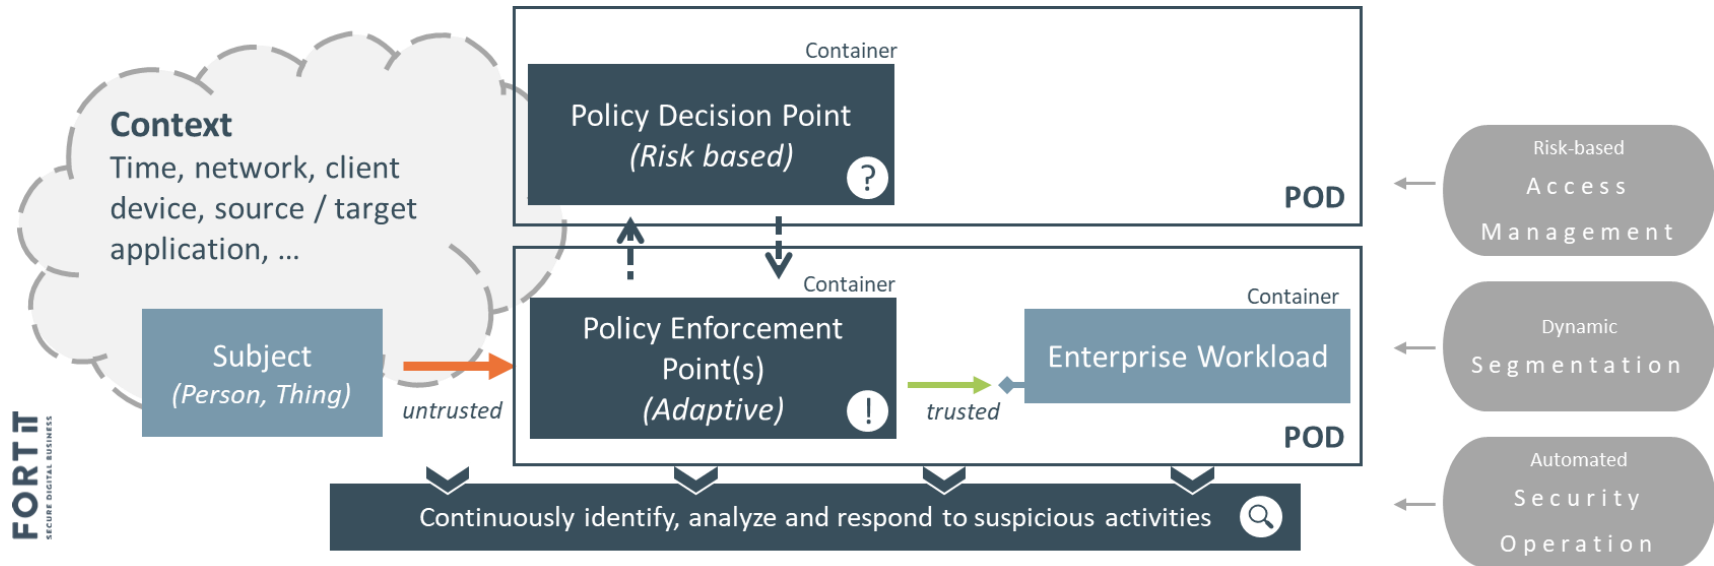 Context
Time, network, client
device, source / target
application, ...
Subject
(Person, Thing)
untrusted
Container
Policy Decision Point
(Risk based)
?
POD
Container
Policy Enforcement
Point(s)
(Adaptive)
!
trusted
Container
Enterprise Workload
POD
Continuously identify, analyze and respond to suspicious activities
Risk-based
Access
Management
Dynamic
Segmentation
Automated
Security
Operation
FORT IT
SECURE DIGITAL BUSINESS